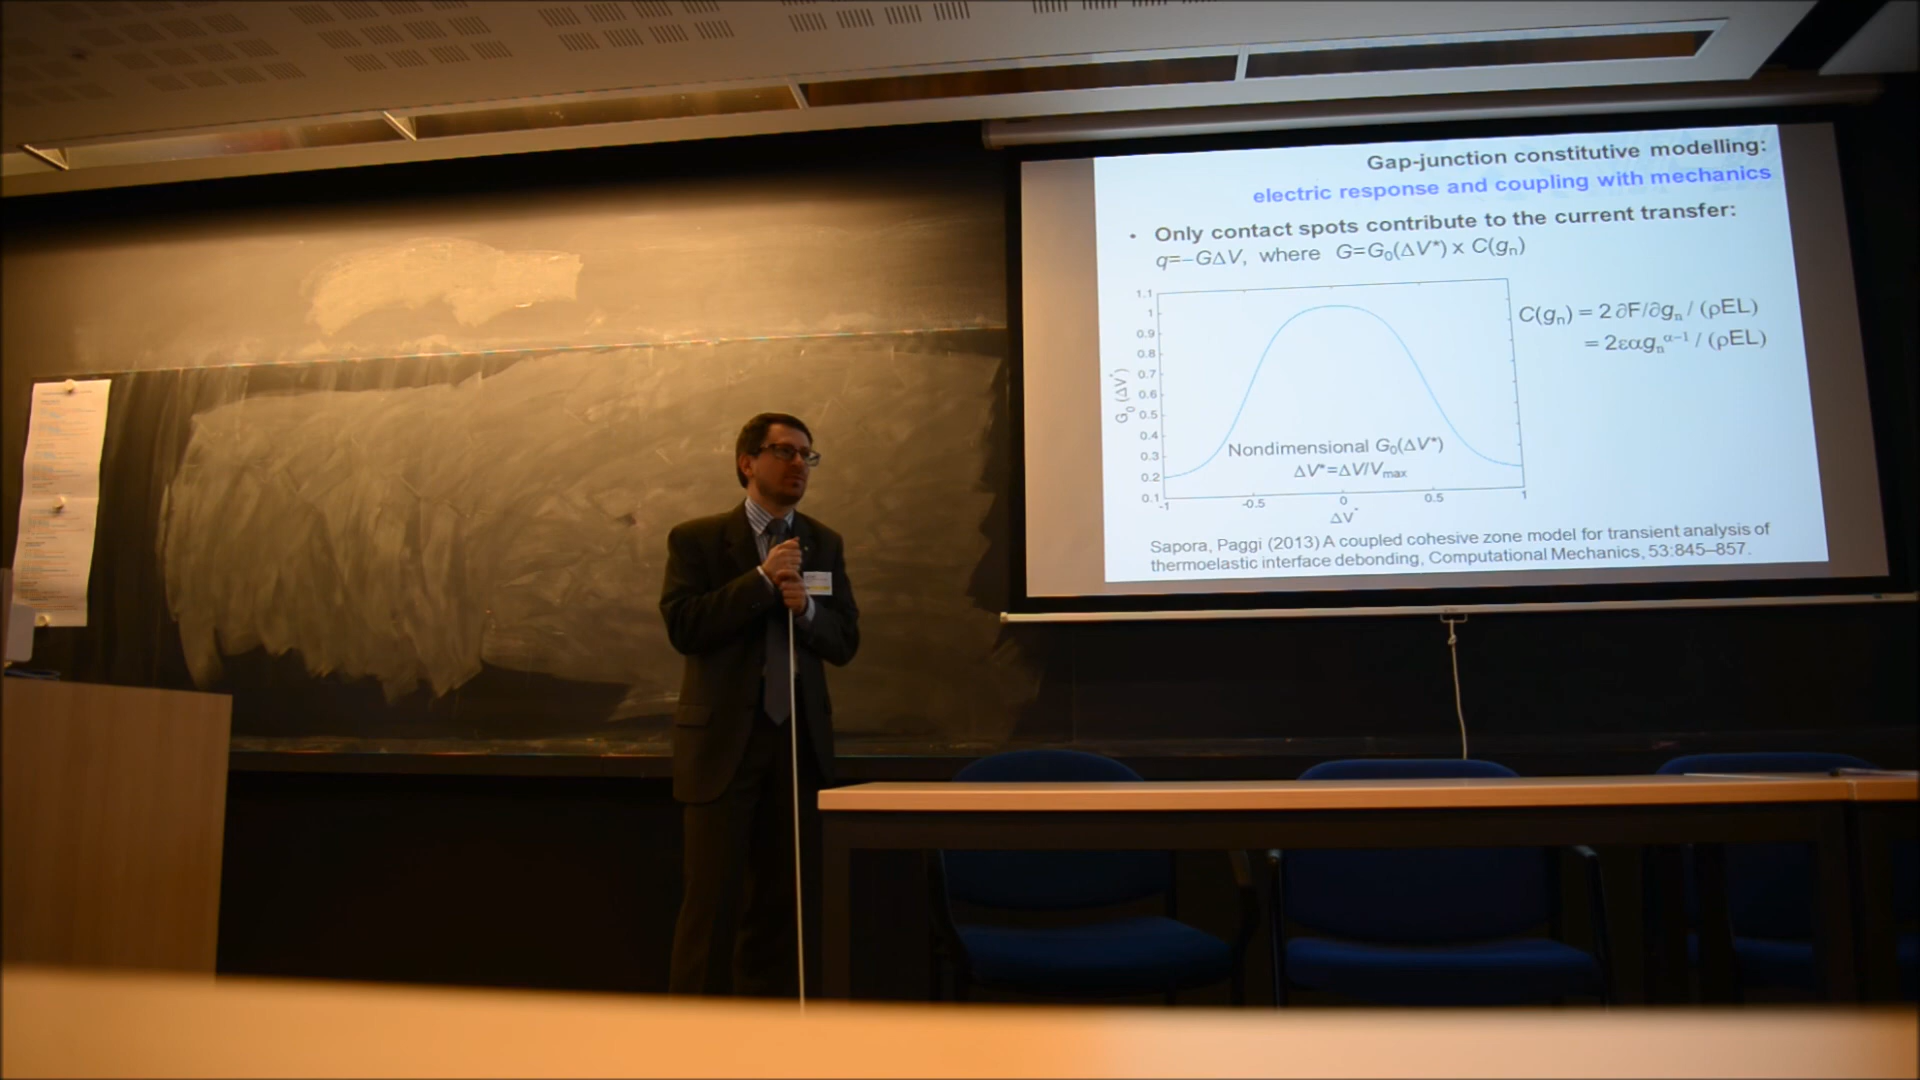 Gap-junction constitutive modelling:
electric response and coupling with mechanics
• Only contact spots contribute to the current transfer:
q=–GΔV, where G=G₀(ΔV*) x C(gₙ)
C(gₙ) = 2 ∂F/∂gₙ / (ρEL)
= 2εαgₙᵅ⁻¹ / (ρEL)
1.1
1
0.9
0.8
0.7
0.6
0.5
0.4
0.3
0.2
0.1
G₀ (ΔV*)
Nondimensional G₀(ΔV*)
ΔV*=ΔV/Vmax
-1 -0.5 0 0.5 1
ΔV*
Sapora, Paggi (2013) A coupled cohesive zone model for transient analysis of
thermoelastic interface debonding, Computational Mechanics, 53:845–857.